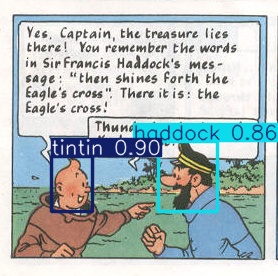 Yes, Captain, the treasure lies
there! You remember the words
in Sir Francis Haddock's mes-
sage: "then shines forth the
Eagle's cross". There it is: the
Eagle's cross!
tintin 0.90
haddock 0.86